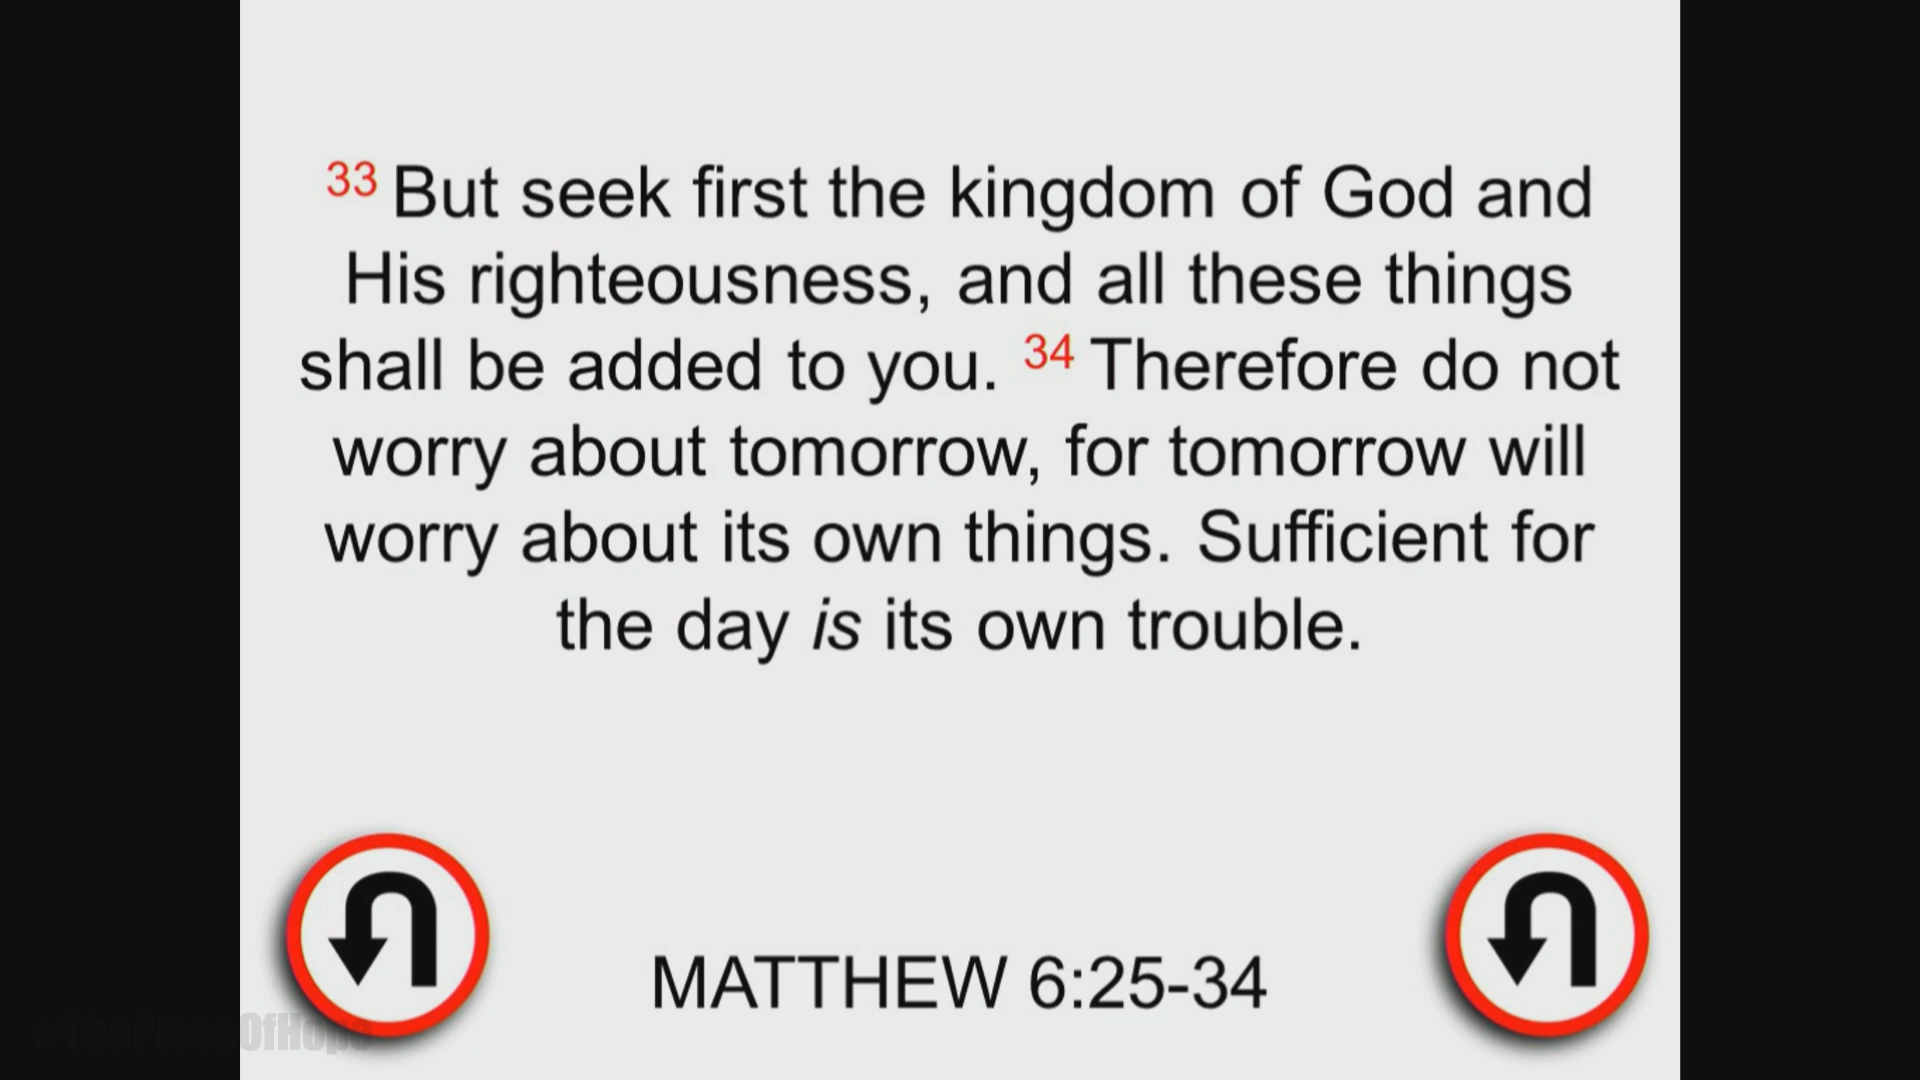 33 But seek first the kingdom of God and
His righteousness, and all these things
shall be added to you. 34 Therefore do not
worry about tomorrow, for tomorrow will
worry about its own things. Sufficient for
the day is its own trouble.
MATTHEW 6:25-34
#ThePlaceOfHope